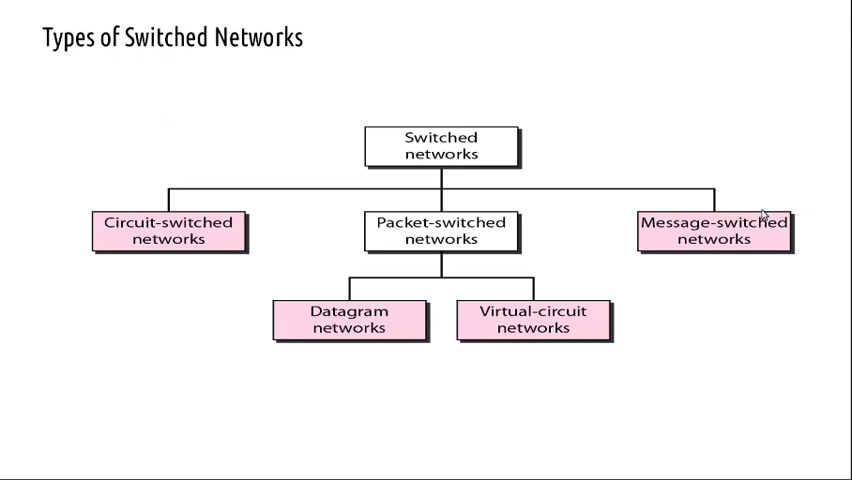 Types of Switched Networks
Switched
networks
Circuit-switched
networks
Packet-switched
networks
Message-switched
networks
Datagram
networks
Virtual-circuit
networks